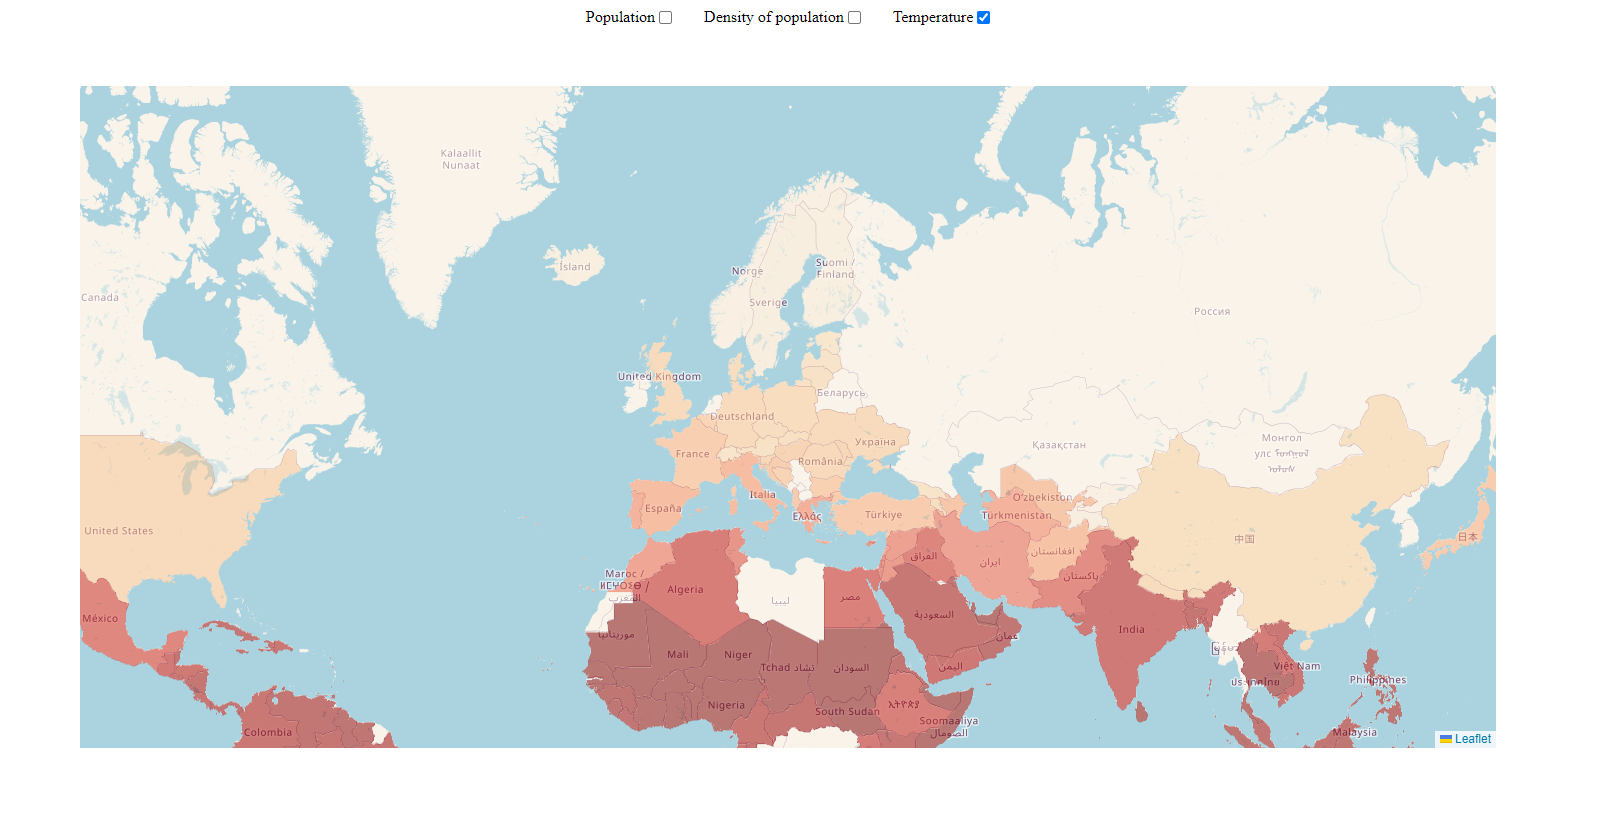 Population Density of population Temperature
Kalaallit
Nunaat
Ísland
Norge
Suomi /
Finland
Sverige
Canada
Россия
United Kingdom
Беларусь
Deutschland
Україна
France
România
Қазақстан
Монгол
улс
Italia
España
Ελλάς
Türkiye
Oʻzbekiston
Türkmenistan
United States
中国
日本
العراق
ایران
افغانستان
پاکستان
Maroc /
ⵍⵎⵖⵔⵉⴱ /
المغرب
Algeria
ليبيا
مصر
السعودية
عمان
India
México
موريتانيا
Mali
Niger
Tchad تشاد
السودان
اليمن
Việt Nam
ประเทศไทย
Philippines
Nigeria
South Sudan
ኢትዮጵያ
Soomaaliya
الصومال
Colombia
Malaysia
Leaflet